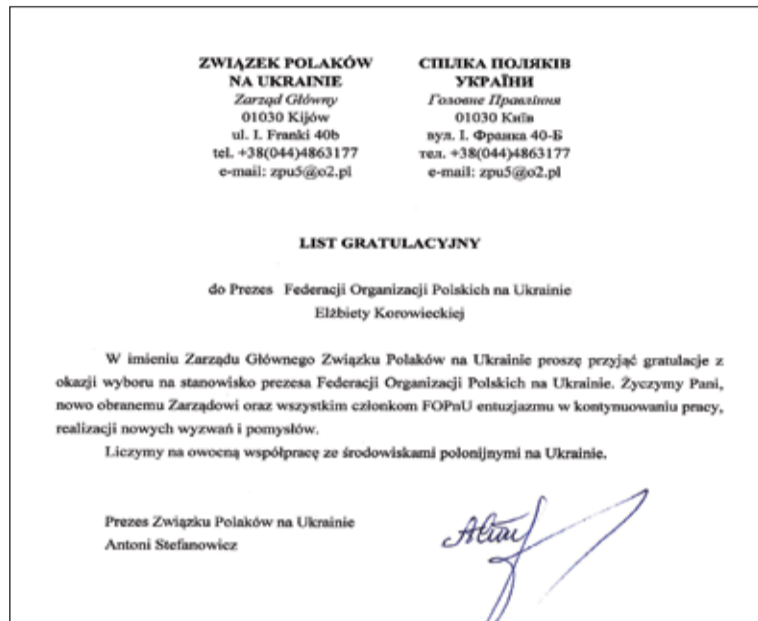 ZWIĄZEK POLAKÓW
NA UKRAINIE
Zarząd Główny
01030 Kijów
ul. I. Franki 40b
tel. +38(044)4863177
e-mail: zpu5@o2.pl
СПІЛКА ПОЛЯКІВ
УКРАЇНИ
Головне Правління
01030 Київ
вул. І. Франка 40-Б
тел. +38(044)4863177
e-mail: zpu5@o2.pl
LIST GRATULACYJNY
do Prezes Federacji Organizacji Polskich na Ukrainie
Elżbiety Korowieckiej
W imieniu Zarządu Głównego Związku Polaków na Ukrainie proszę przyjąć gratulacje z
okazji wyboru na stanowisko prezesa Federacji Organizacji Polskich na Ukrainie. Życzymy Pani,
nowo obranemu Zarządowi oraz wszystkim członkom FOPnU entuzjazmu w kontynuowaniu pracy,
realizacji nowych wyzwań i pomysłów.
Liczymy na owocną współpracę ze środowiskami polonijnymi na Ukrainie.
Prezes Związku Polaków na Ukrainie
Antoni Stefanowicz